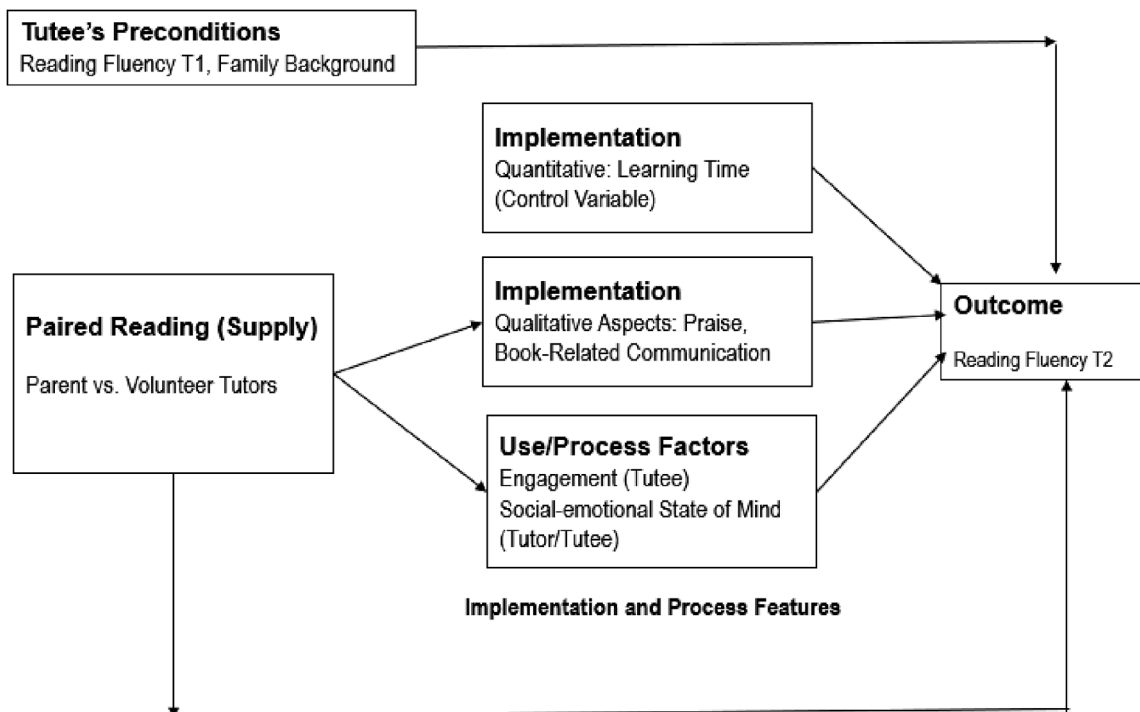 Tutee’s Preconditions
Reading Fluency T1, Family Background
Implementation
Quantitative: Learning Time
(Control Variable)
Paired Reading (Supply)
Parent vs. Volunteer Tutors
Implementation
Qualitative Aspects: Praise,
Book-Related Communication
Outcome
Reading Fluency T2
Use/Process Factors
Engagement (Tutee)
Social-emotional State of Mind
(Tutor/Tutee)
Implementation and Process Features